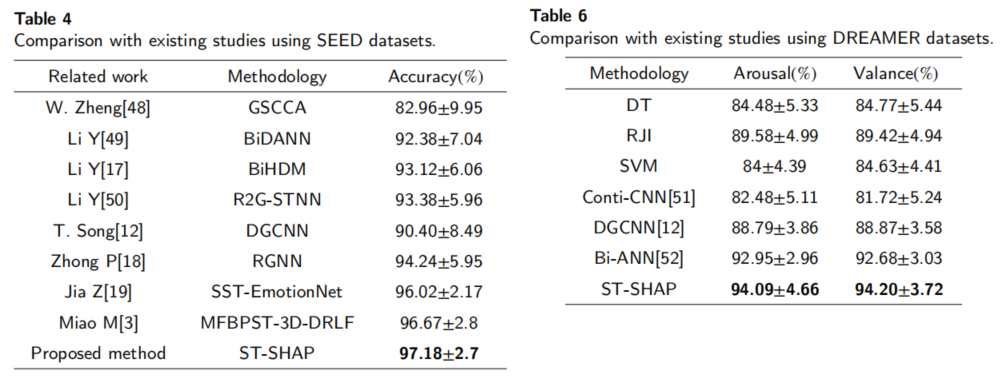 Table 4
Comparison with existing studies using SEED datasets.
Related work Methodology Accuracy(%)
W. Zheng[48] GSCCA 82.96±9.95
Li Y[49] BiDANN 92.38±7.04
Li Y[17] BiHDM 93.12±6.06
Li Y[50] R2G-STNN 93.38±5.96
T. Song[12] DGCNN 90.40±8.49
Zhong P[18] RGNN 94.24±5.95
Jia Z[19] SST-EmotionNet 96.02±2.17
Miao M[3] MFBPST-3D-DRLF 96.67±2.8
Proposed method ST-SHAP 97.18±2.7
Table 6
Comparison with existing studies using DREAMER datasets.
Methodology Arousal(%) Valance(%)
DT 84.48±5.33 84.77±5.44
RJI 89.58±4.99 89.42±4.94
SVM 84±4.39 84.63±4.41
Conti-CNN[51] 82.48±5.11 81.72±5.24
DGCNN[12] 88.79±3.86 88.87±3.58
Bi-ANN[52] 92.95±2.96 92.68±3.03
ST-SHAP 94.09±4.66 94.20±3.72